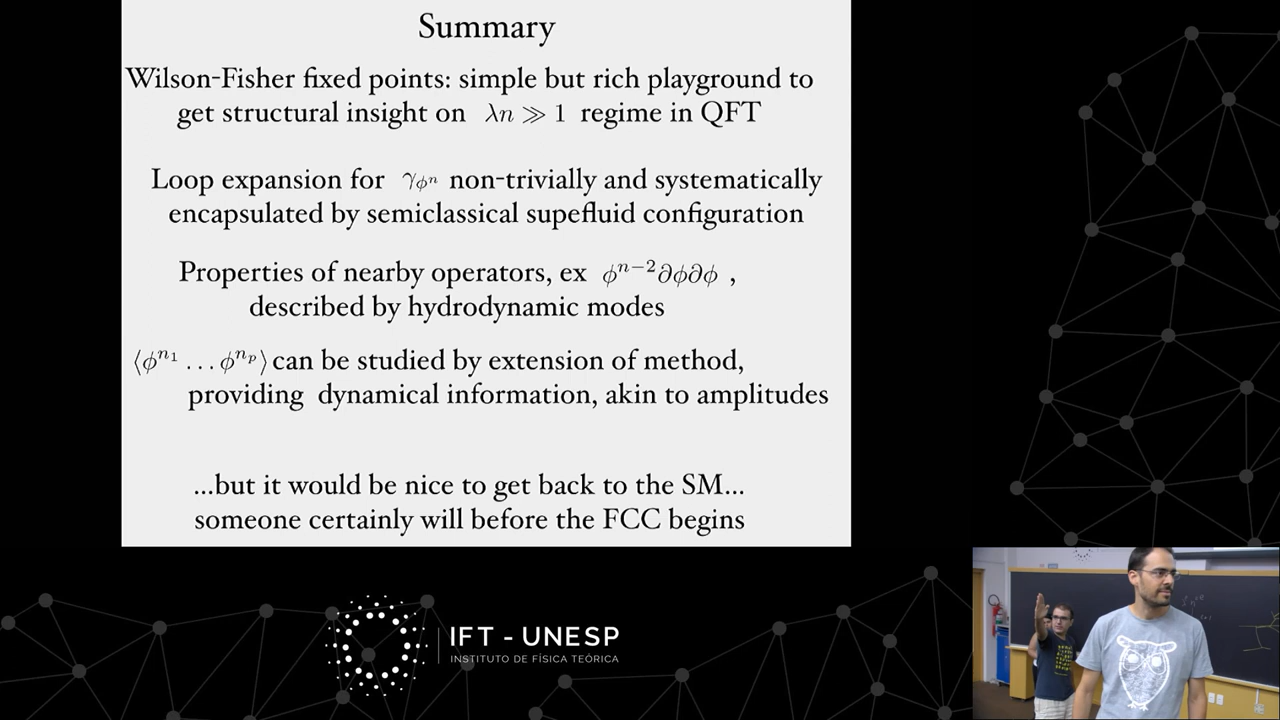 Summary
Wilson-Fisher fixed points: simple but rich playground to
get structural insight on λn ≫ 1 regime in QFT
Loop expansion for γ_{ϕ^n} non-trivially and systematically
encapsulated by semiclassical supefluid configuration
Properties of nearby operators, ex ϕ^{n−2}∂ϕ∂ϕ ,
described by hydrodynamic modes
⟨ϕ^{n_1} … ϕ^{n_p}⟩ can be studied by extension of method,
providing dynamical information, akin to amplitudes
...but it would be nice to get back to the SM...
someone certainly will before the FCC begins
IFT - UNESP
INSTITUTO DE FÍSICA TEÓRICA